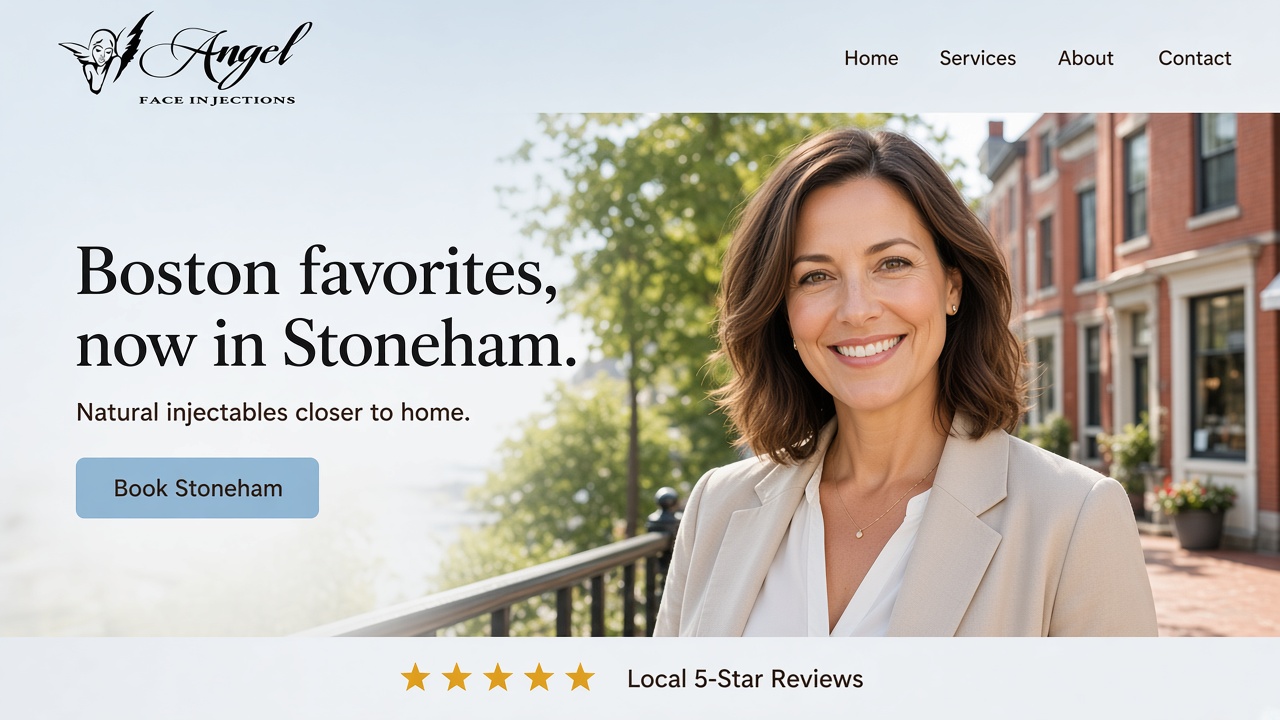 Angel
FACE INJECTIONS
Home Services About Contact
Boston favorites,
now in Stoneham.
Natural injectables closer to home.
Book Stoneham
Local 5-Star Reviews